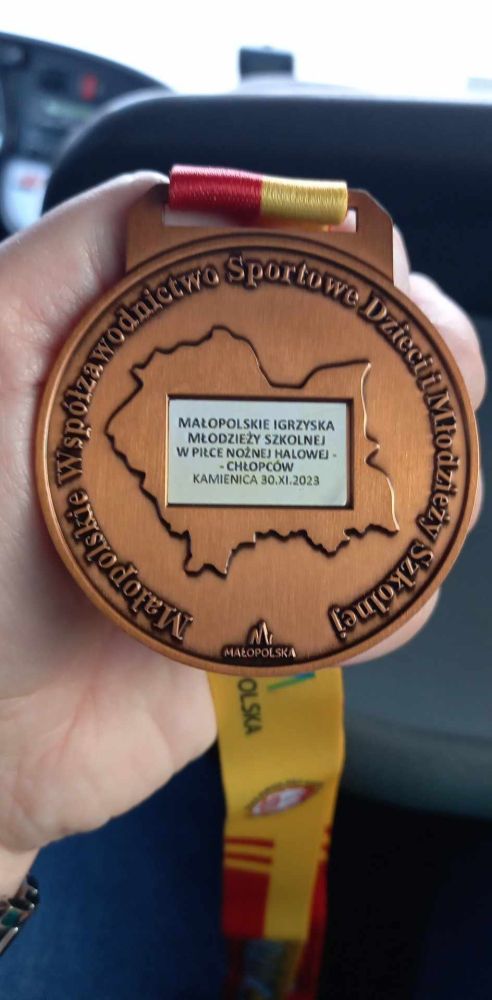 Małopolskie Współzawodnictwo Sportowe Dzieci i Młodzieży Szkolnej
MAŁOPOLSKIE IGRZYSKA
MŁODZIEŻY SZKOLNEJ
W PIŁCE NOŻNEJ HALOWEJ -
- CHŁOPCÓW
KAMIENICA 30.XI.2023
MAŁOPOLSKA
OLSKA